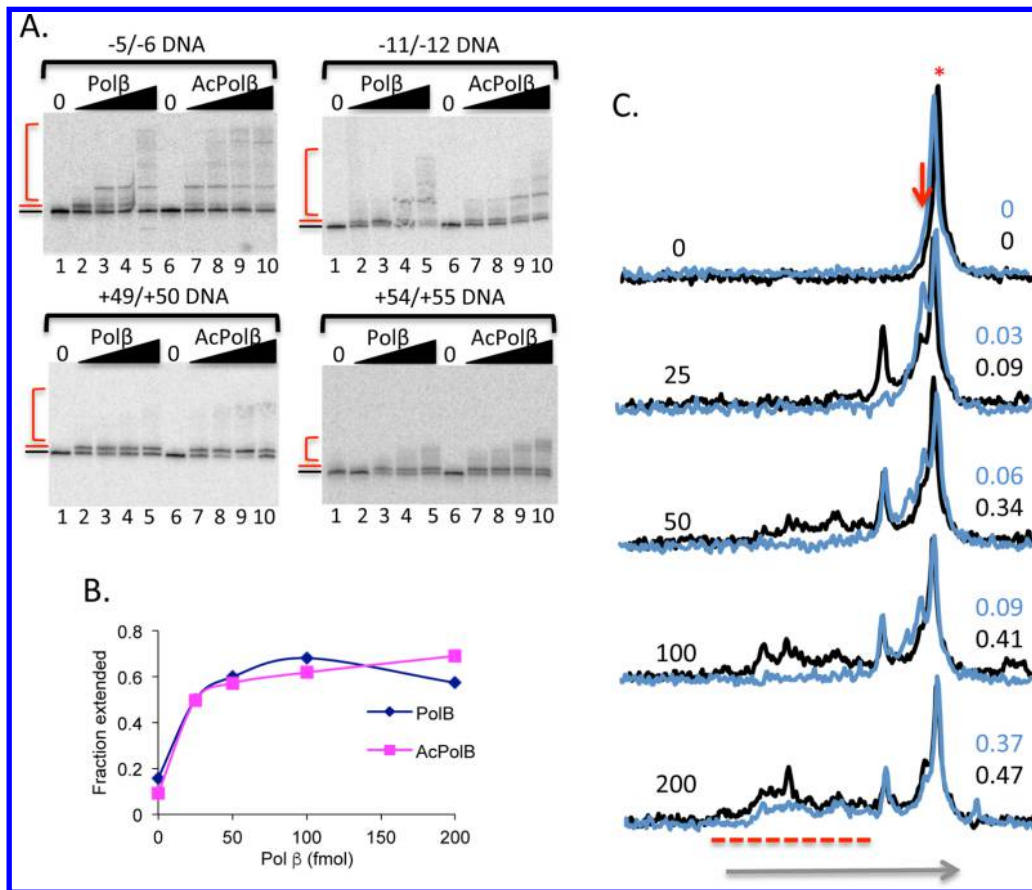 A.
-5/-6 DNA
Polβ AcPolβ
0 0
1 2 3 4 5 6 7 8 9 10
-11/-12 DNA
Polβ AcPolβ
0 0
1 2 3 4 5 6 7 8 9 10
+49/+50 DNA
Polβ AcPolβ
0 0
1 2 3 4 5 6 7 8 9 10
+54/+55 DNA
Polβ AcPolβ
0 0
1 2 3 4 5 6 7 8 9 10
B.
Fraction extended
0.8
0.6
0.4
0.2
0
0 50 100 150 200
Pol β (fmol)
PolB
AcPolB
C.
*
0
0
0
25
0.03
0.09
50
0.06
0.34
100
0.09
0.41
200
0.37
0.47